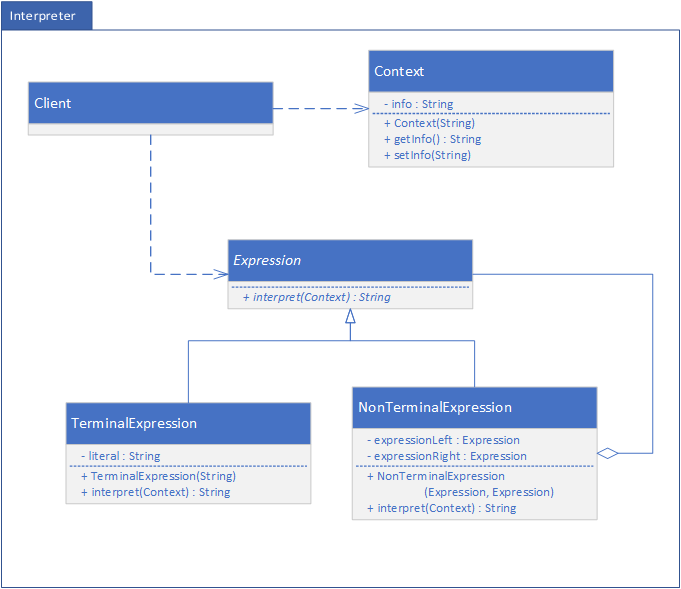 Interpreter
Client
Context
- info : String
+ Context(String)
+ getInfo() : String
+ setInfo(String)
Expression
+ interpret(Context) : String
TerminalExpression
- literal : String
+ TerminalExpression(String)
+ interpret(Context) : String
NonTerminalExpression
- expressionLeft : Expression
- expressionRight : Expression
+ NonTerminalExpression
(Expression, Expression)
+ interpret(Context) : String